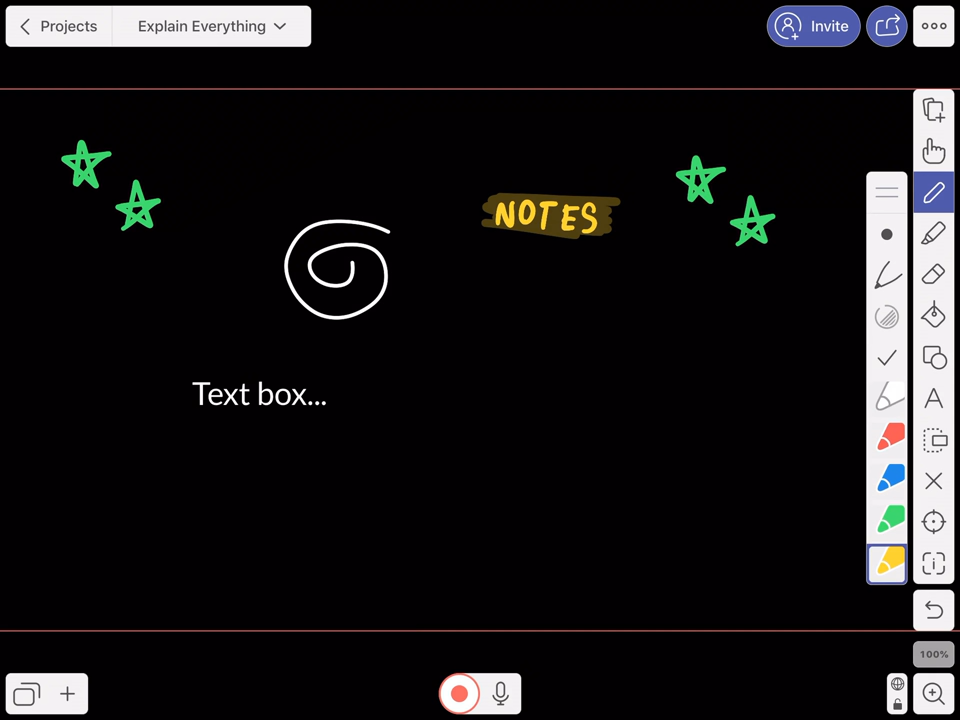 Projects
Explain Everything
Invite
NOTES
Text box...
A
100%